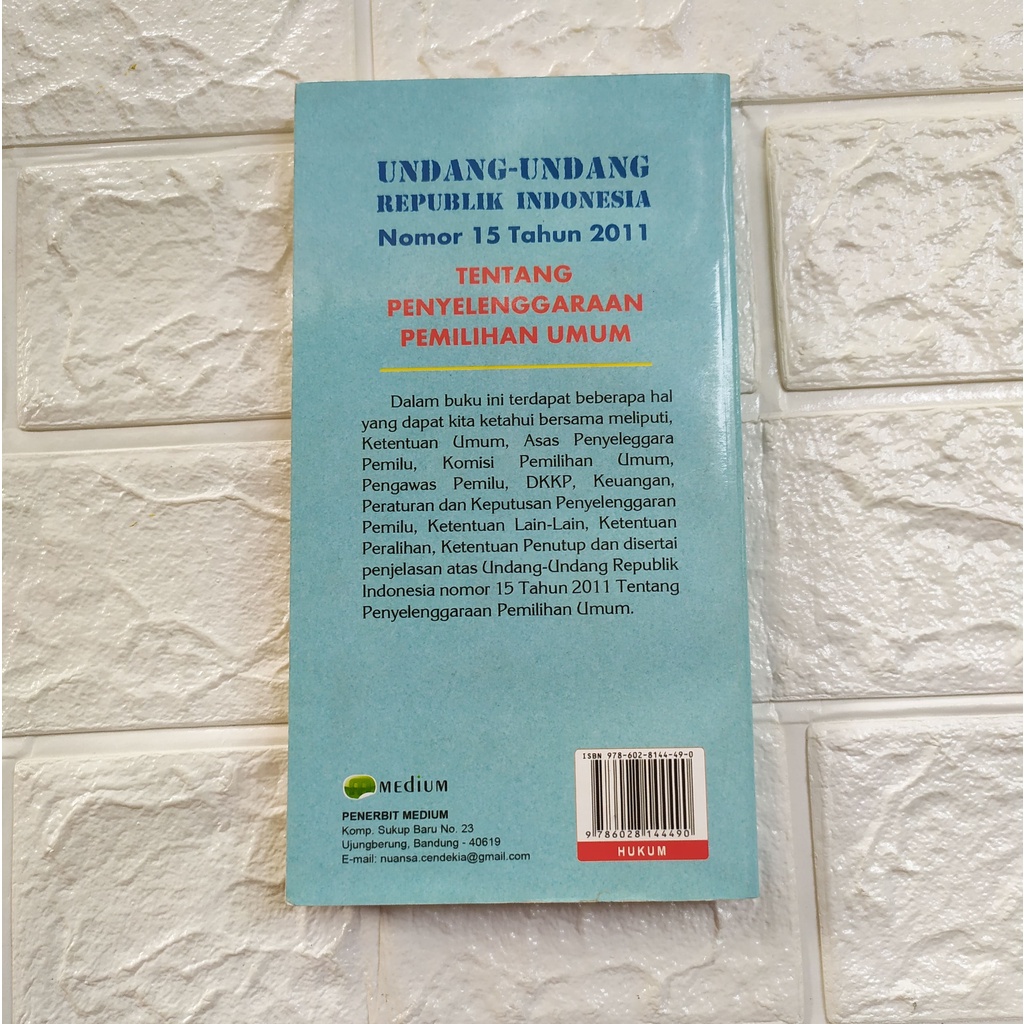 UNDANG-UNDANG
REPUBLIK INDONESIA
Nomor 15 Tahun 2011
TENTANG
PENYELENGGARAAN
PEMILIHAN UMUM
Dalam buku ini terdapat beberapa hal
yang dapat kita ketahui bersama meliputi,
Ketentuan Umum, Asas Penyeleggara
Pemilu, Komisi Pemilihan Umum,
Pengawas Pemilu, DKKP, Keuangan,
Peraturan dan Keputusan Penyelenggaran
Pemilu, Ketentuan Lain-Lain, Ketentuan
Peralihan, Ketentuan Penutup dan disertai
penjelasan atas Undang-Undang Republik
Indonesia nomor 15 Tahun 2011 Tentang
Penyelenggaraan Pemilihan Umum.
MEDIUM
PENERBIT MEDIUM
Komp. Sukup Baru No. 23
Ujungberung, Bandung - 40619
E-mail: nuansa.cendekia@gmail.com
ISBN 978-602-8144-49-0
9 786028 144490
HUKUM